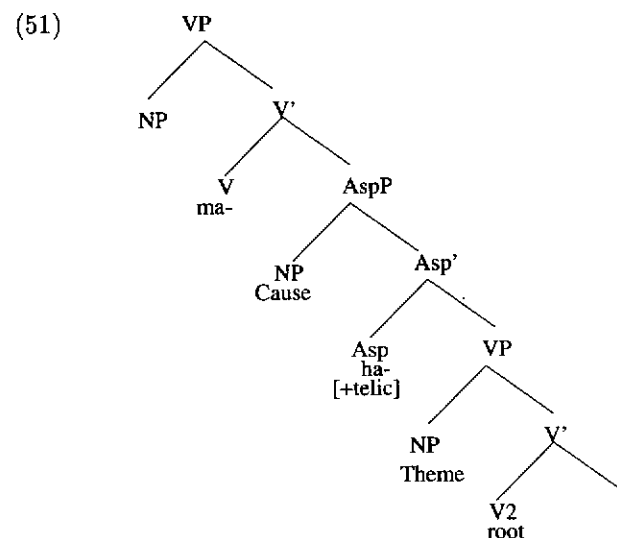 (51)
VP
NP
V'
V
ma-
AspP
NP
Cause
Asp'
Asp
ha-
[+telic]
VP
NP
Theme
V'
V2
root